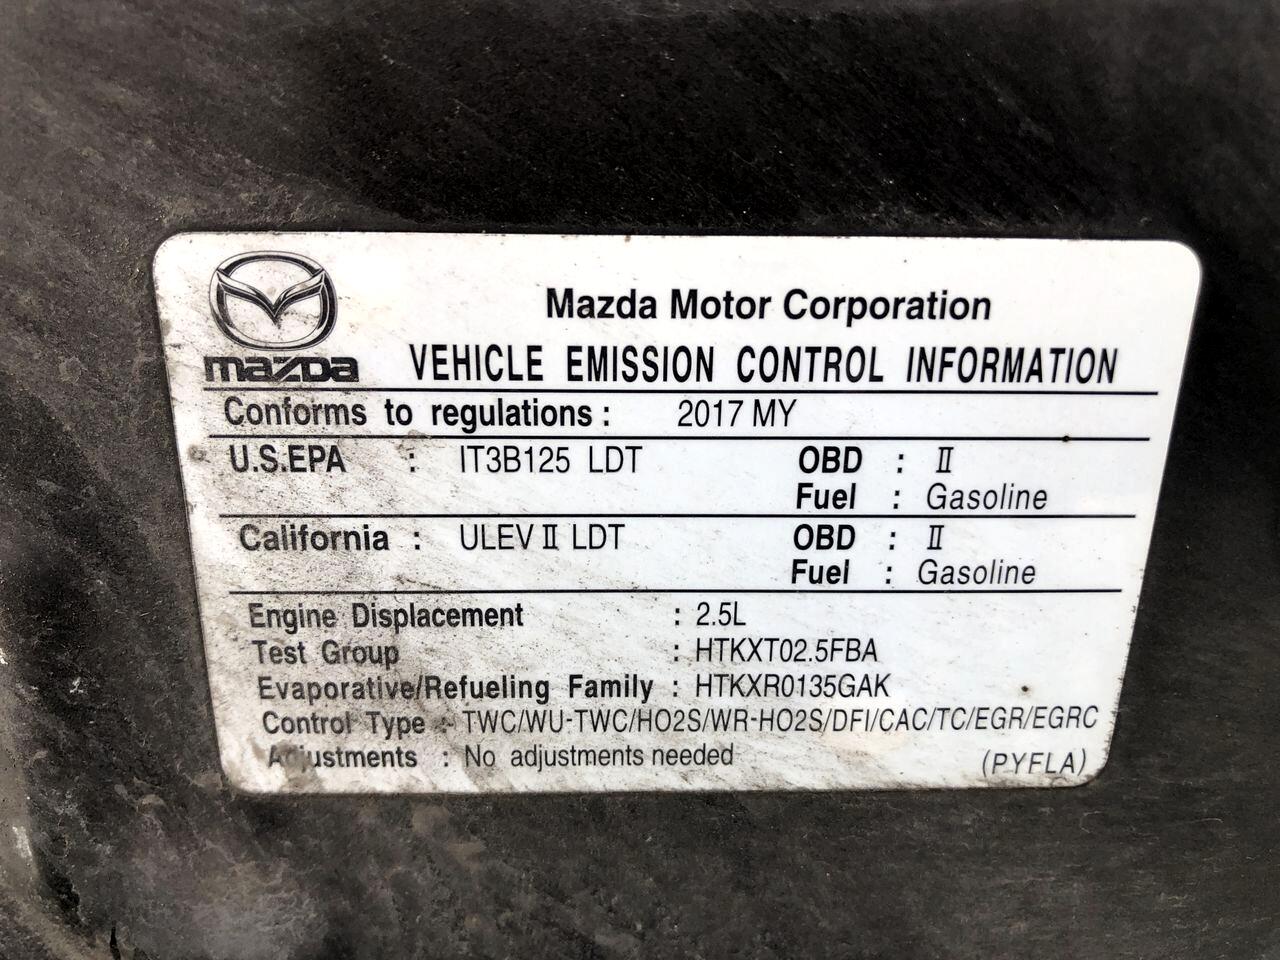 Mazda Motor Corporation
mazda VEHICLE EMISSION CONTROL INFORMATION
Conforms to regulations : 2017 MY
U.S.EPA : IT3B125 LDT OBD : II
Fuel : Gasoline
California : ULEV II LDT OBD : II
Fuel : Gasoline
Engine Displacement : 2.5L
Test Group : HTKXT02.5FBA
Evaporative/Refueling Family : HTKXR0135GAK
Control Type : TWC/WU-TWC/HO2S/WR-HO2S/DFI/CAC/TC/EGR/EGRC
Adjustments : No adjustments needed (PYFLA)